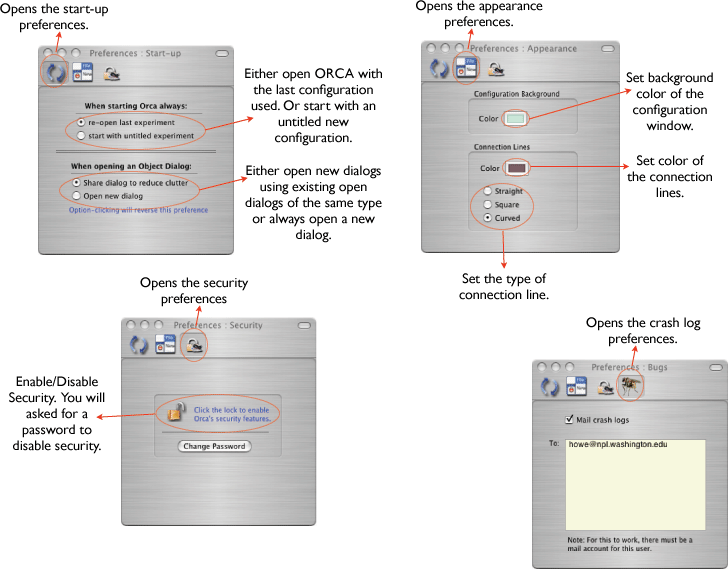 Opens the start-up
preferences.
Preferences : Start-up
When starting Orca always:
re-open last experiment
start with untitled experiment
When opening an Object Dialog:
Share dialog to reduce clutter
Open new dialog
Option-clicking will reverse this preference
Either open ORCA with
the last configuration
used. Or start with an
untitled new
configuration.
Either open new dialogs
using existing open
dialogs of the same type
or always open a new
dialog.
Opens the appearance
preferences.
Preferences : Appearance
Configuration Background
Color
Connection Lines
Color
Straight
Square
Curved
Set background
color of the
configuration
window.
Set color of
the connection
lines.
Set the type of
connection line.
Opens the security
preferences
Preferences : Security
Click the lock to enable
Orca's security features.
Change Password
Enable/Disable
Security. You will
asked for a
password to
disable security.
Opens the crash log
preferences.
Preferences : Bugs
Mail crash logs
To:
howe@npl.washington.edu
Note: For this to work, there must be a
mail account for this user.